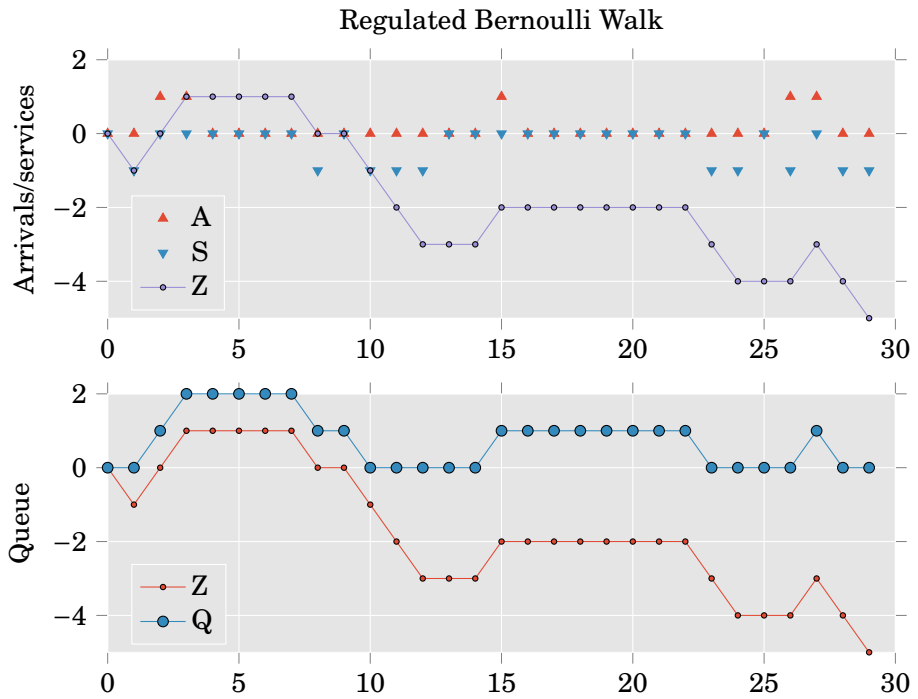 Regulated Bernoulli Walk
2
0
−2
−4
Arrivals/services
A
S
Z
0 5 10 15 20 25 30
2
0
−2
−4
Queue
Z
Q
0 5 10 15 20 25 30